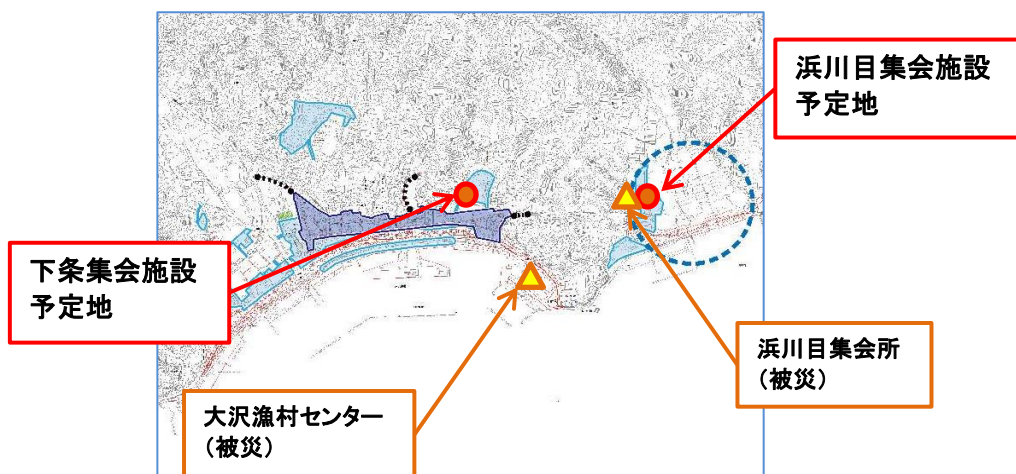 浜川目集会施設
予定地
下条集会施設
予定地
浜川目集会所
（被災）
大沢漁村センター
（被災）